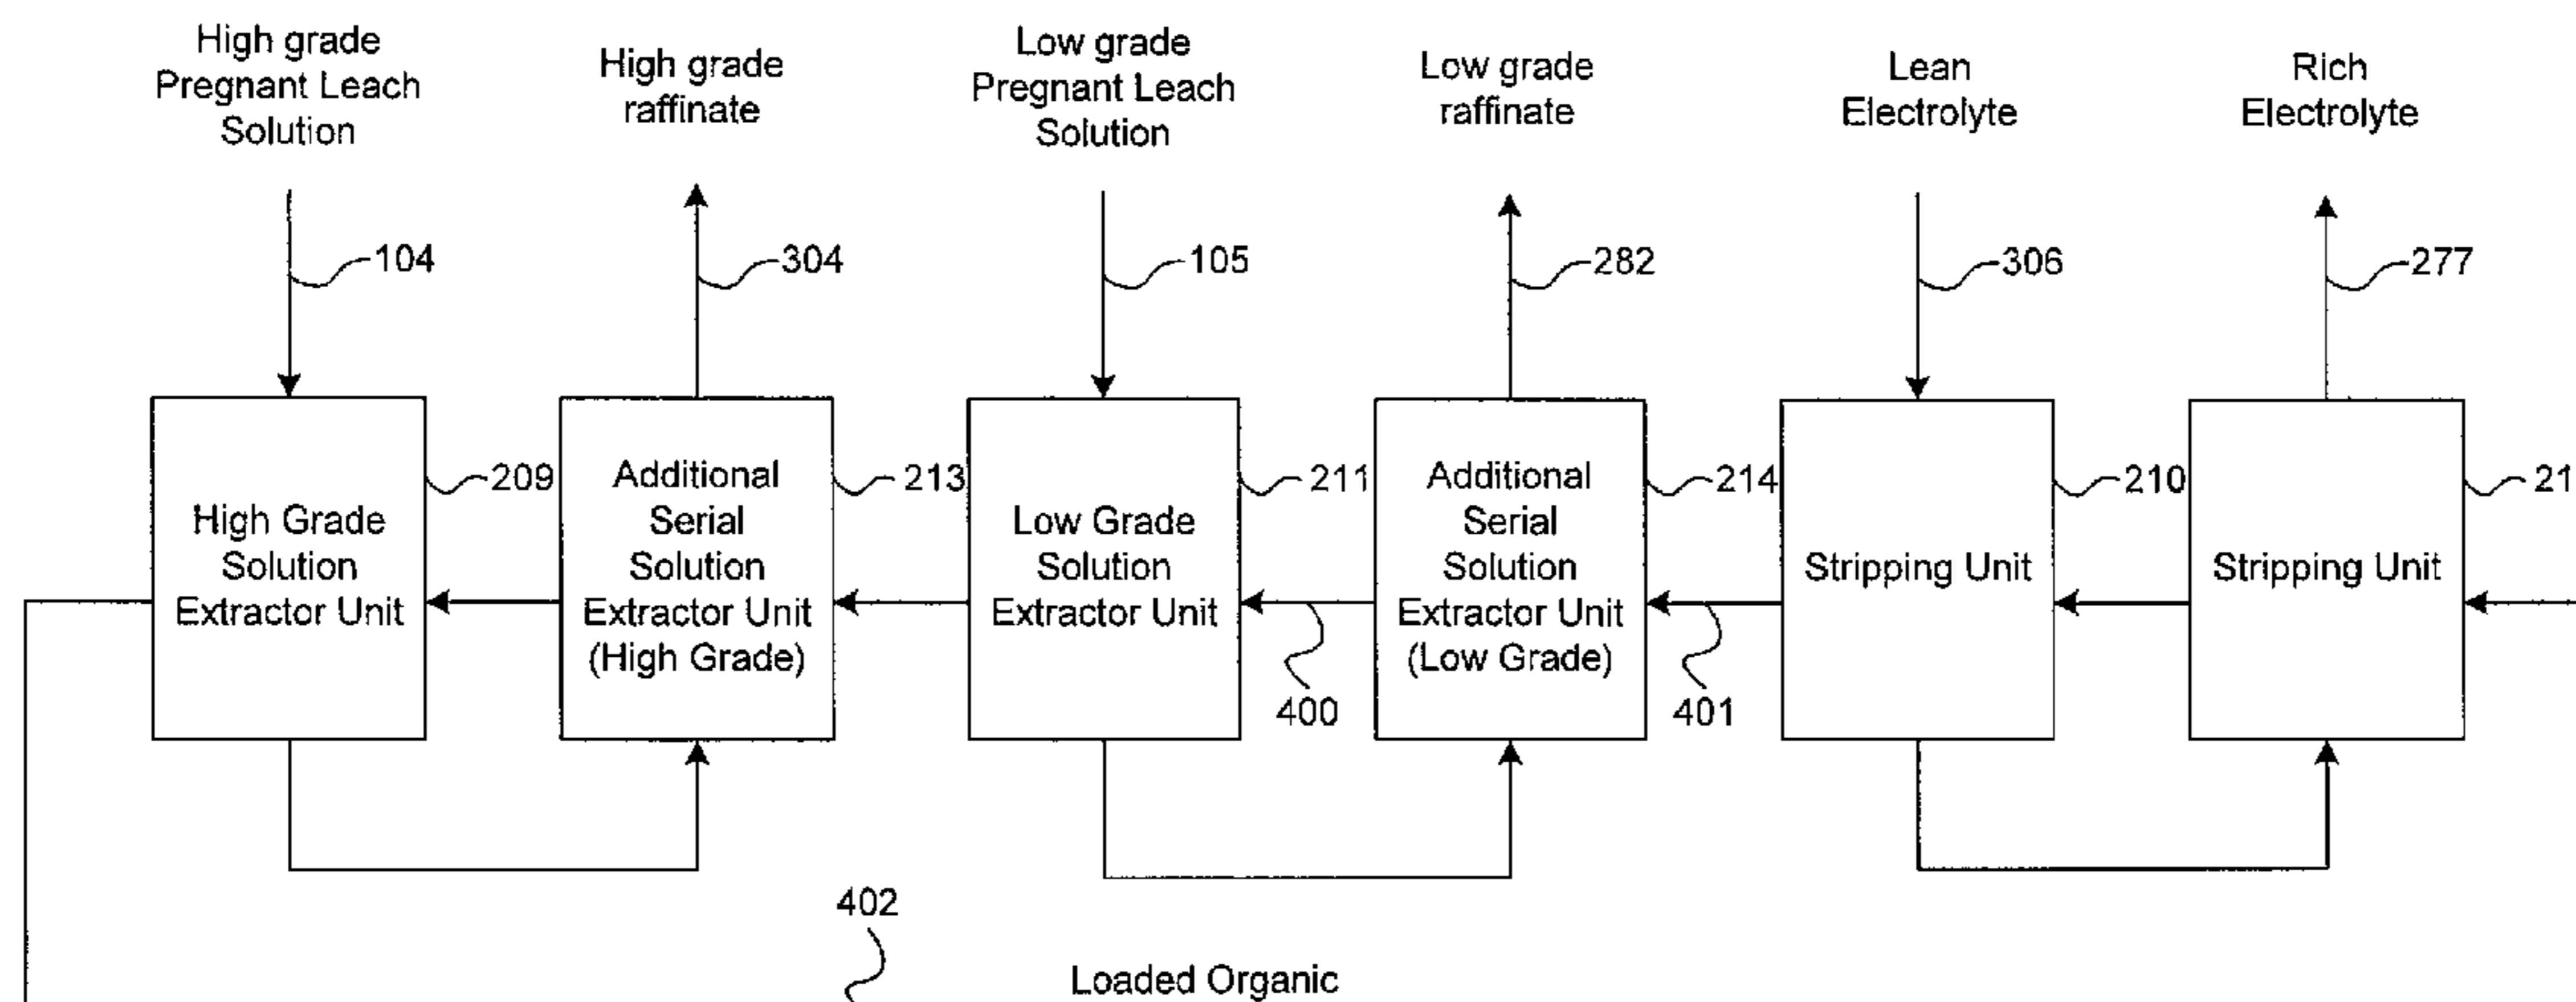 High grade
Pregnant Leach
Solution
High grade
raffinate
Low grade
Pregnant Leach
Solution
Low grade
raffinate
Lean
Electrolyte
Rich
Electrolyte
104
304
105
282
306
277
High Grade
Solution
Extractor Unit
209
Additional
Serial
Solution
Extractor Unit
(High Grade)
213
Low Grade
Solution
Extractor Unit
211
Additional
Serial
Solution
Extractor Unit
(Low Grade)
214
Stripping Unit
210
Stripping Unit
21
400
401
402
Loaded Organic